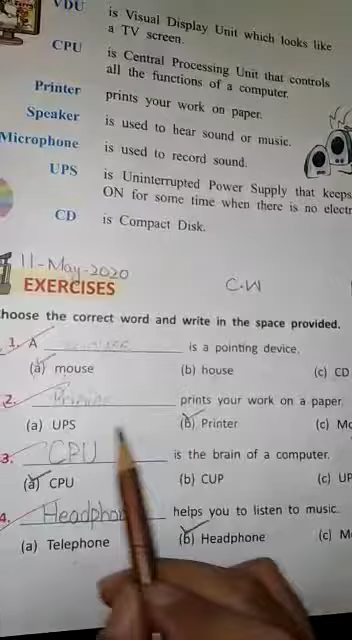 VDU is Visual Display Unit which looks like
a TV screen.
CPU is Central Processing Unit that controls
all the functions of a computer.
Printer prints your work on paper.
Speaker is used to hear sound or music.
Microphone is used to record sound.
UPS is Uninterrupted Power Supply that keeps
ON for some time when there is no
CD is Compact Disk.
11-May-2020
C.W
EXERCISES
the correct word and write in the space provided.
1. A is a pointing device.
(a) mouse (b) house (c) CD
2. Printer prints your work on a paper.
(a) UPS (b) Printer (c)
3. CPU is the brain of a computer.
(a) CPU (b) CUP (c)
4. helps you to listen to music.
(a) Telephone (b) Headphone (c)